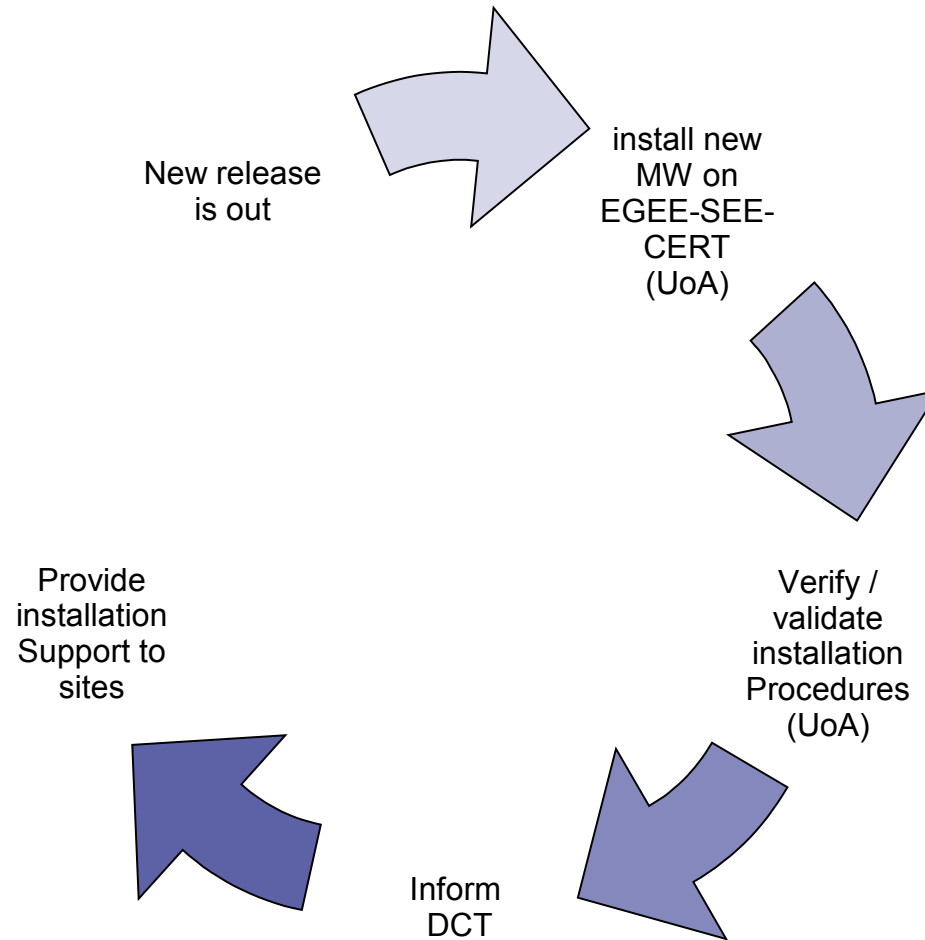 New release
is out
install new
MW on
EGEE-SEE-
CERT
(UoA)
Verify /
validate
installation
Procedures
(UoA)
Inform
DCT
Provide
installation
Support to
sites